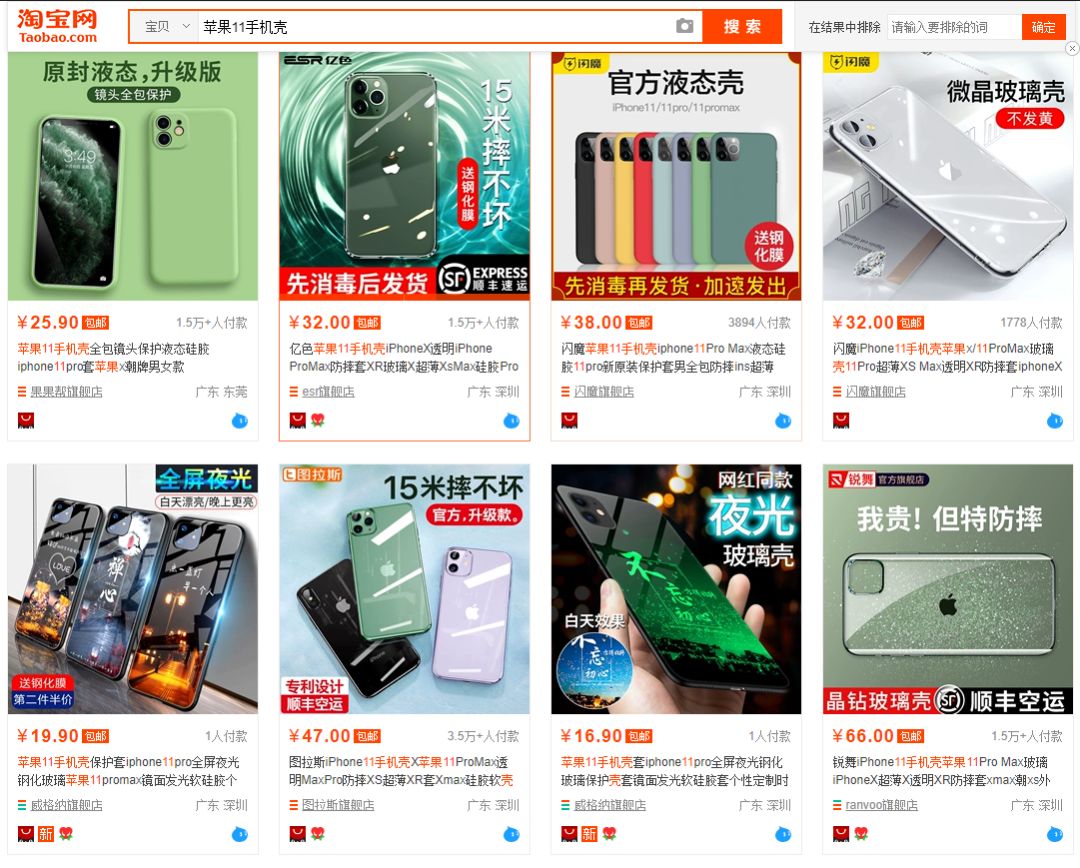 淘宝网
Taobao.com
宝贝
苹果11手机壳
搜索
在结果中排除
请输入要排除的词
确定
原封液态,升级版
镜头全包保护
3:49
ESR亿色
15米摔不坏
送钢化膜
先消毒后发货
SF EXPRESS
顺丰速运
闪魔
官方液态壳
iPhone11/11pro/11promax
送钢化膜
先消毒再发货·加速发出
闪魔
微晶玻璃壳
不发黄
¥25.90 包邮 1.5万+人付款
苹果11手机壳全包镜头保护液态硅胶
iphone11pro套苹果x潮牌男女款
果果帮旗舰店 广东 东莞
¥32.00 包邮 1.5万+人付款
亿色苹果11手机壳iPhoneX透明iPhone
ProMax防摔套XR玻璃X超薄XsMax硅胶Pro
esr旗舰店 广东 深圳
¥38.00 包邮 3894人付款
闪魔苹果11手机壳iphone11Pro Max液态硅
胶11pro新原装保护套男全包防摔ins超薄
闪魔旗舰店 广东 深圳
¥32.00 包邮 1778人付款
闪魔iPhone11手机壳苹果x/11ProMax玻璃
壳11Pro超薄XS Max透明XR防摔套iphoneX
闪魔旗舰店 广东 深圳
全屏夜光
白天漂亮/晚上更亮
LOVE
禅心
点一盏灯
等一个人
送钢化膜
第二件半价
图拉斯
15米摔不坏
官方,升级款。
专利设计
顺丰空运
网红同款
夜光
玻璃壳
不忘初心
白天效果
不忘初心
锐舞 官方旗舰店
我贵! 但特防摔
晶钻玻璃壳 SF 顺丰空运
¥19.90 包邮 1人付款
苹果11手机壳保护套iphone11pro全屏夜光
钢化玻璃苹果11promax镜面发光软硅胶个
威格纳旗舰店 广东 深圳
新
¥47.00 包邮 3.5万+人付款
图拉斯iPhone11手机壳X苹果11ProMax透
明MaxPro防摔XS超薄XR套Xmax硅胶软壳
图拉斯旗舰店 广东 深圳
¥16.90 包邮 1人付款
苹果11手机壳套iphone11pro全屏夜光钢化
玻璃保护壳套镜面发光软硅胶套个性定制时
威格纳旗舰店 广东 深圳
新
¥66.00 包邮 1.5万+人付款
锐舞iPhone11手机壳苹果11Pro Max玻璃
iPhoneX超薄X透明XR防摔套xmax潮xs外
ranvoo旗舰店 广东 深圳